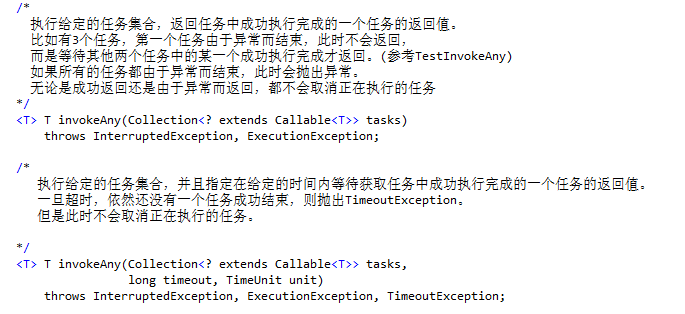 /*
执行给定的任务集合，返回任务中成功执行完成的一个任务的返回值。
比如有3个任务，第一个任务由于异常而结束，此时不会返回，
而是等待其他两个任务中的某一个成功执行完成才返回。(参考TestInvokeAny)
如果所有的任务都由于异常而结束，此时会抛出异常。
无论是成功返回还是由于异常而返回，都不会取消正在执行的任务
*/
<T> T invokeAny(Collection<? extends Callable<T>> tasks)
throws InterruptedException, ExecutionException;
/*
执行给定的任务集合，并且指定在给定的时间内等待获取任务中成功执行完成的一个任务的返回值。
一旦超时，依然还没有一个任务成功结束，则抛出TimeoutException。
但是此时不会取消正在执行的任务。
*/
<T> T invokeAny(Collection<? extends Callable<T>> tasks,
long timeout, TimeUnit unit)
throws InterruptedException, ExecutionException, TimeoutException;